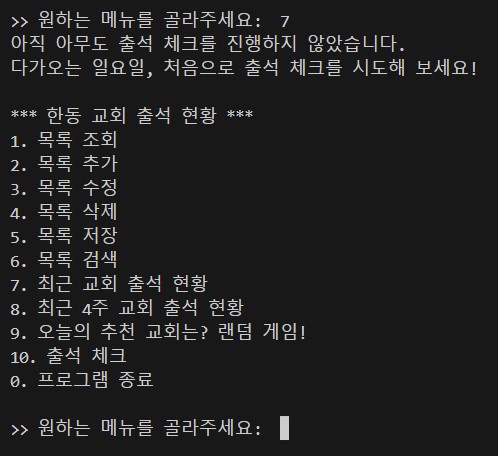 >> 원하는 메뉴를 골라주세요: 7
아직 아무도 출석 체크를 진행하지 않았습니다.
다가오는 일요일, 처음으로 출석 체크를 시도해 보세요!
*** 한동 교회 출석 현황 ***
1. 목록 조회
2. 목록 추가
3. 목록 수정
4. 목록 삭제
5. 목록 저장
6. 목록 검색
7. 최근 교회 출석 현황
8. 최근 4주 교회 출석 현황
9. 오늘의 추천 교회는? 랜덤 게임!
10. 출석 체크
0. 프로그램 종료
>> 원하는 메뉴를 골라주세요: